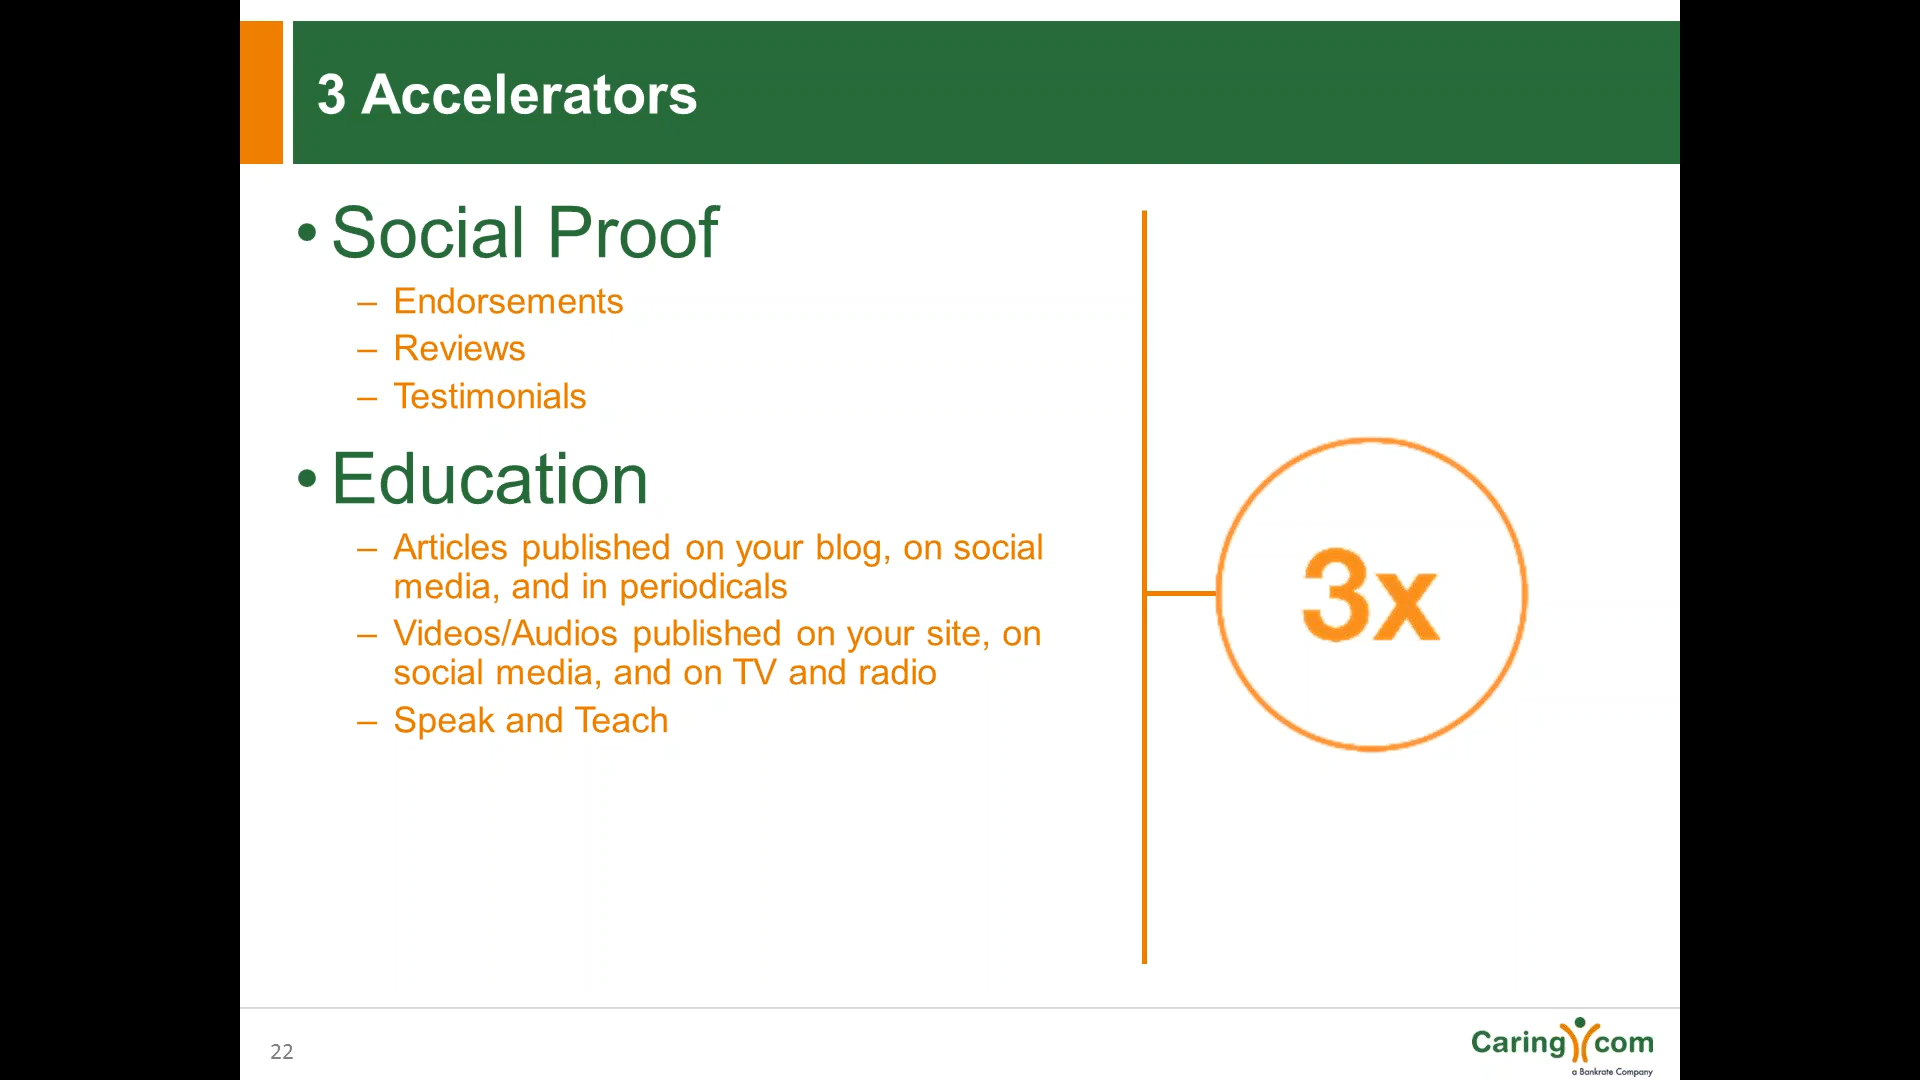 3 Accelerators
• Social Proof
– Endorsements
– Reviews
– Testimonials
• Education
– Articles published on your blog, on social
media, and in periodicals
– Videos/Audios published on your site, on
social media, and on TV and radio
– Speak and Teach
3x
22
Caring com
a Bankrate Company